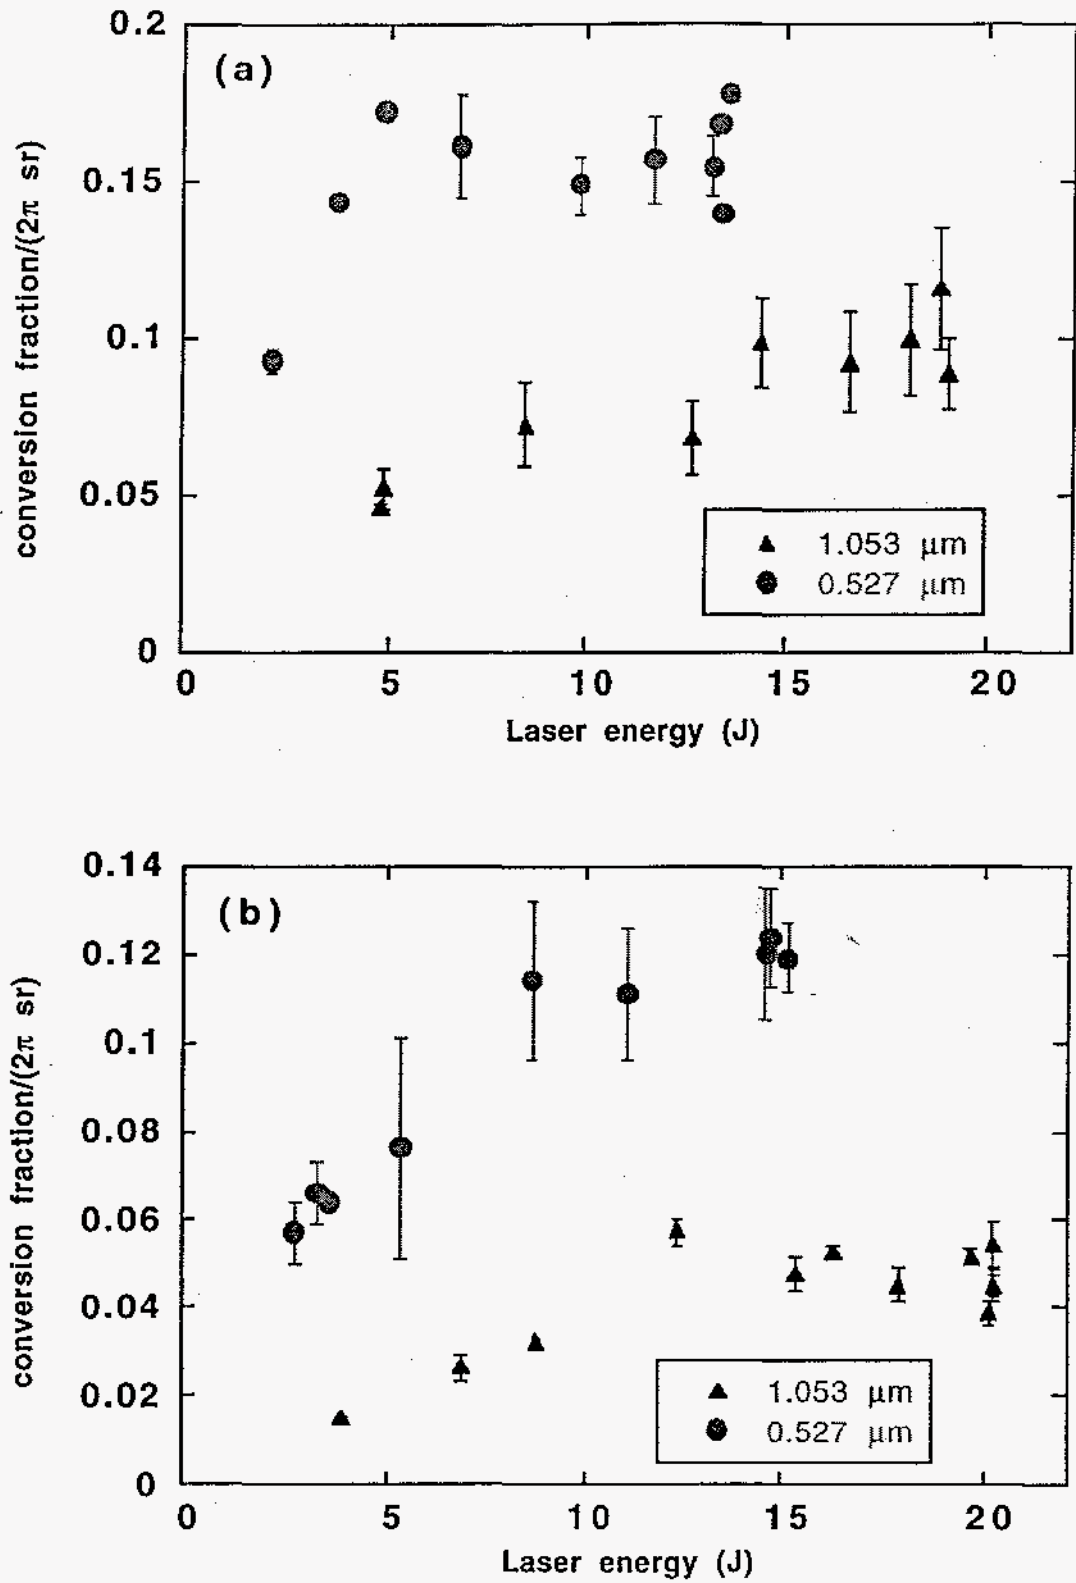 0.2
(a)
0.15
0.1
0.05
0
conversion fraction/(2π sr)
▲ 1.053 μm
● 0.527 μm
0 5 10 15 20
Laser energy (J)
0.14
(b)
0.12
0.1
0.08
0.06
0.04
0.02
0
conversion fraction/(2π sr)
▲ 1.053 μm
● 0.527 μm
0 5 10 15 20
Laser energy (J)